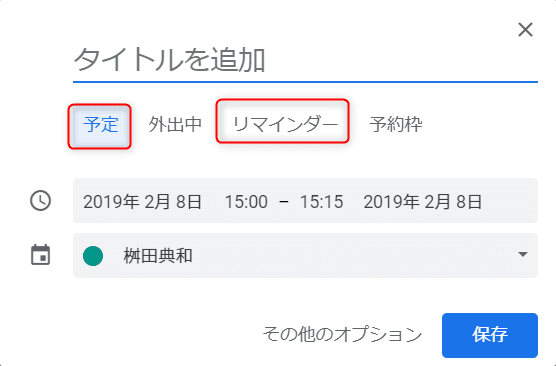 タイトルを追加
予定 外出中 リマインダー 予約枠
2019年 2月 8日 15:00 – 15:15 2019年 2月 8日
桝田典和
その他のオプション 保存